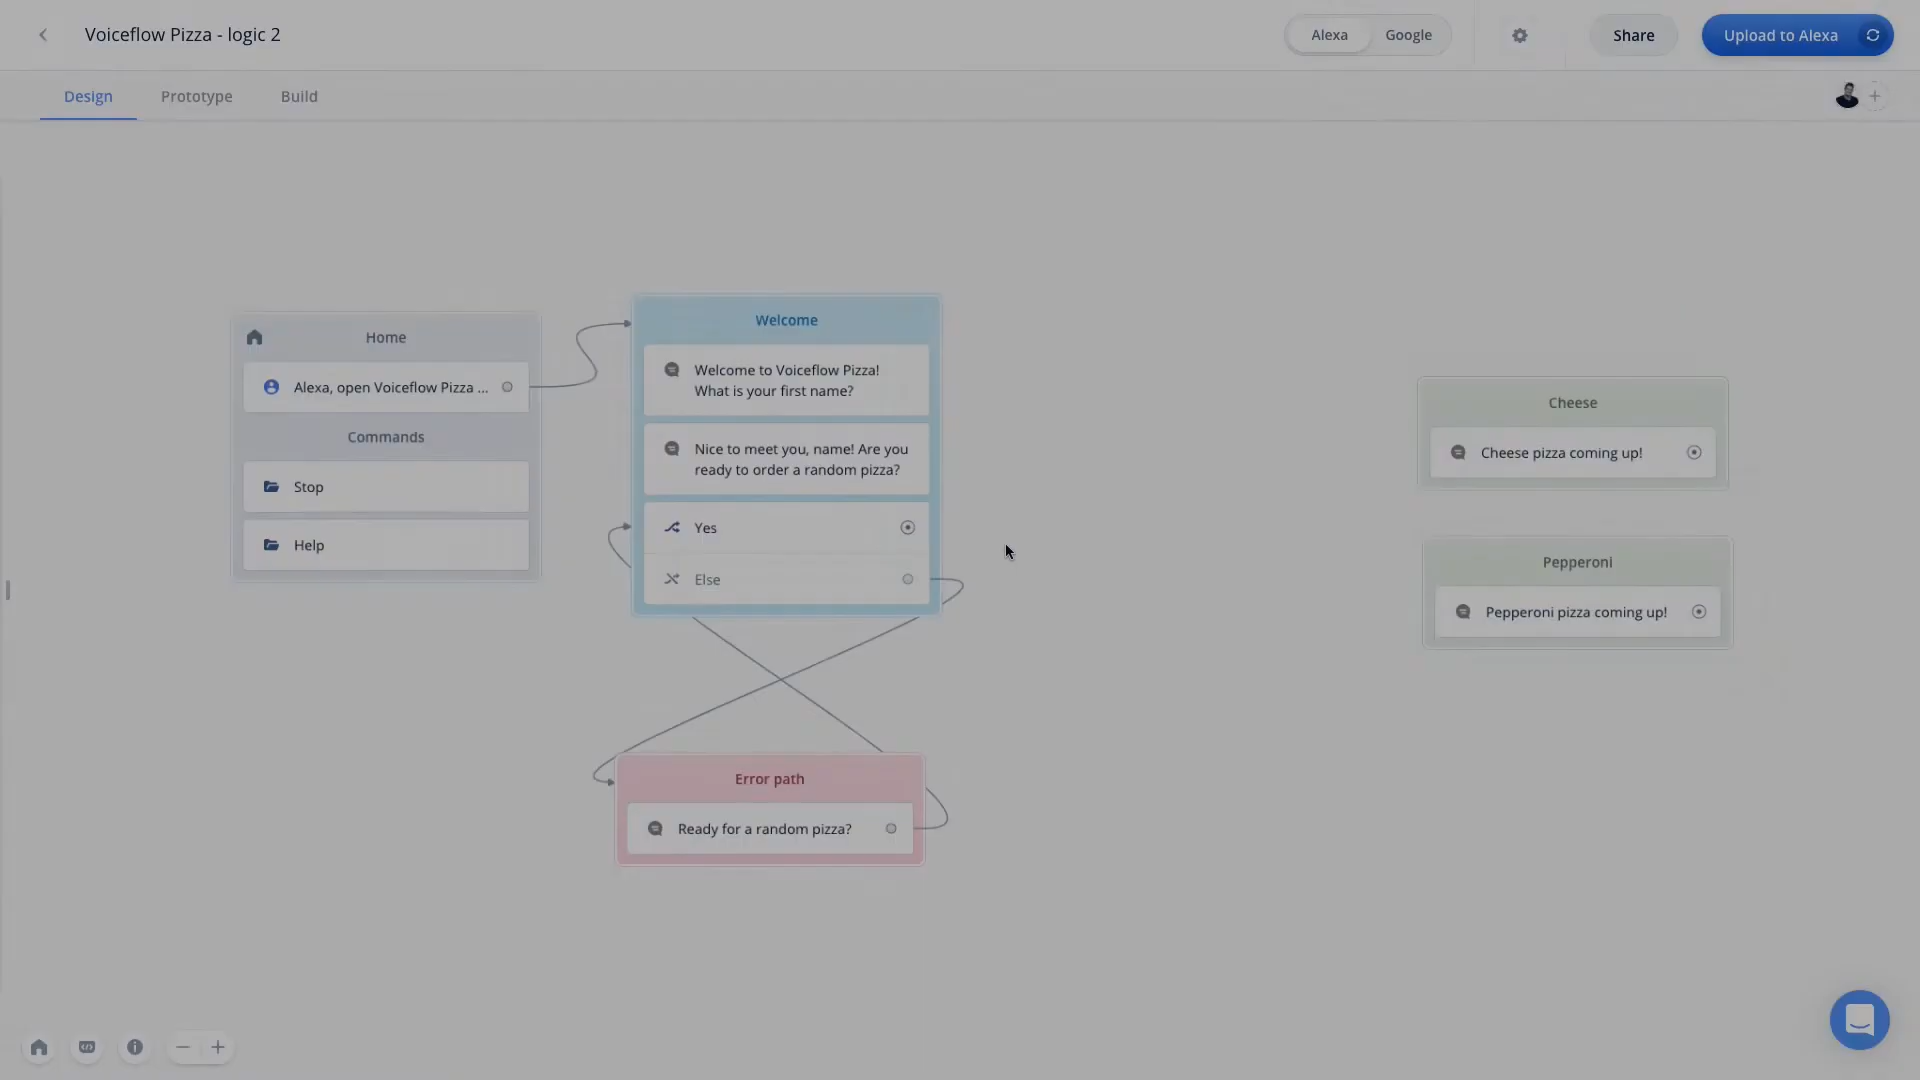 Voiceflow Pizza - logic 2
Alexa
Google
Share
Upload to Alexa
Design
Prototype
Build
Home
Alexa, open Voiceflow Pizza ...
Commands
Stop
Help
Welcome
Welcome to Voiceflow Pizza!
What is your first name?
Nice to meet you, name! Are you
ready to order a random pizza?
Yes
Else
Error path
Ready for a random pizza?
Cheese
Cheese pizza coming up!
Pepperoni
Pepperoni pizza coming up!